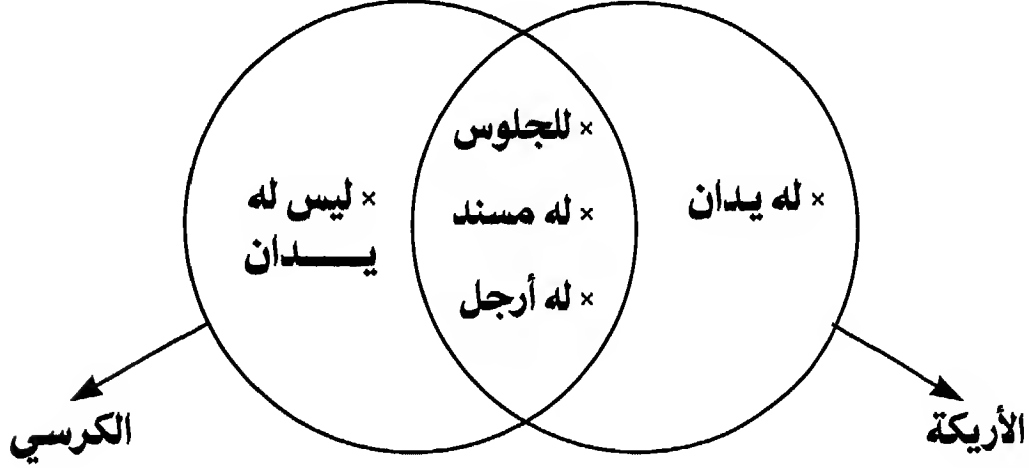 × له يدان
× للجلوس
× له مسند
× له أرجل
× ليس له
يـــدان
الأريكة
الكرسي